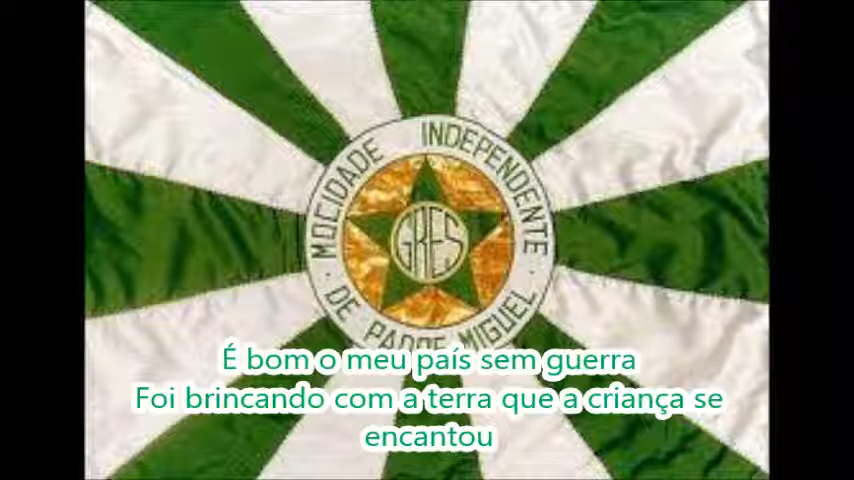 MOCIDADE INDEPENDENTE
DE PADRE MIGUEL
GRES
É bom o meu país sem guerra
Foi brincando com a terra que a criança se
encantou